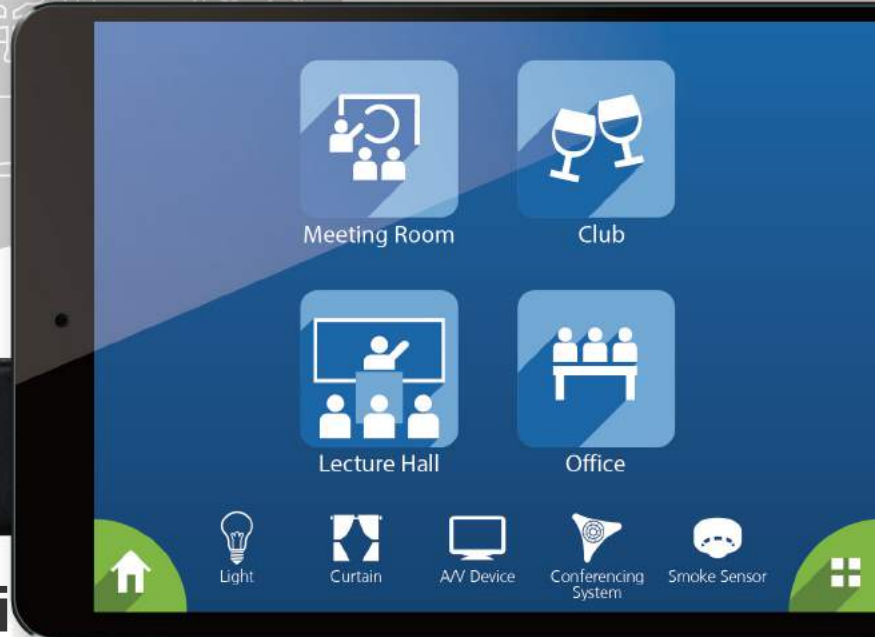 Meeting Room
Club
Lecture Hall
Office
Light
Curtain
A/V Device
Conferencing
System
Smoke Sensor